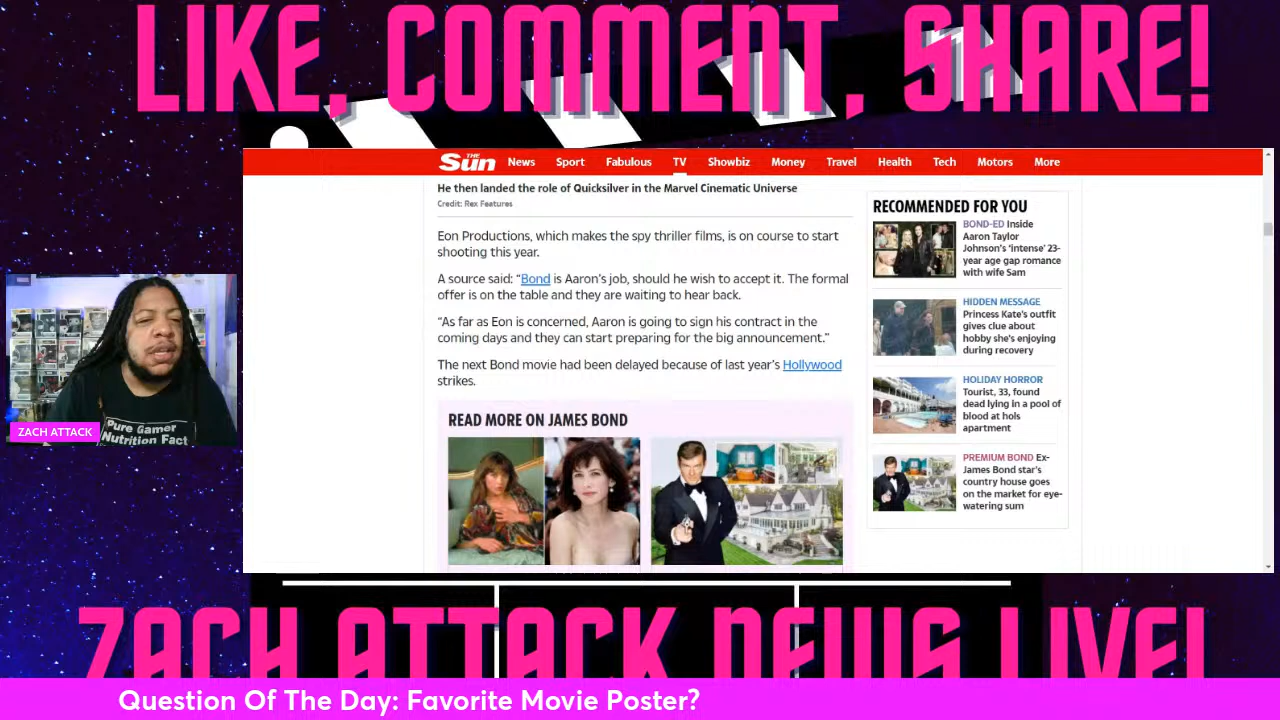 LIKE, COMMENT, SHARE!
THE Sun News Sport Fabulous TV Showbiz Money Travel Health Tech Motors More
He then landed the role of Quicksilver in the Marvel Cinematic Universe
Credit: Rex Features
Eon Productions, which makes the spy thriller films, is on course to start
shooting this year.
A source said: “Bond is Aaron’s job, should he wish to accept it. The formal
offer is on the table and they are waiting to hear back.
“As far as Eon is concerned, Aaron is going to sign his contract in the
coming days and they can start preparing for the big announcement.”
The next Bond movie had been delayed because of last year’s Hollywood
strikes.
READ MORE ON JAMES BOND
RECOMMENDED FOR YOU
BOND-ED Inside
Aaron Taylor
Johnson’s ‘intense’ 23-
year age gap romance
with wife Sam
HIDDEN MESSAGE
Princess Kate’s outfit
gives clue about
hobby she’s enjoying
during recovery
HOLIDAY HORROR
Tourist, 33, found
dead lying in a pool of
blood at hols
apartment
PREMIUM BOND Ex-
James Bond star’s
country house goes
on the market for eye-
watering sum
Pure Gamer
Nutrition Fact
ZACH ATTACK
ZACH ATTACK NEWS LIVE!
Question Of The Day: Favorite Movie Poster?